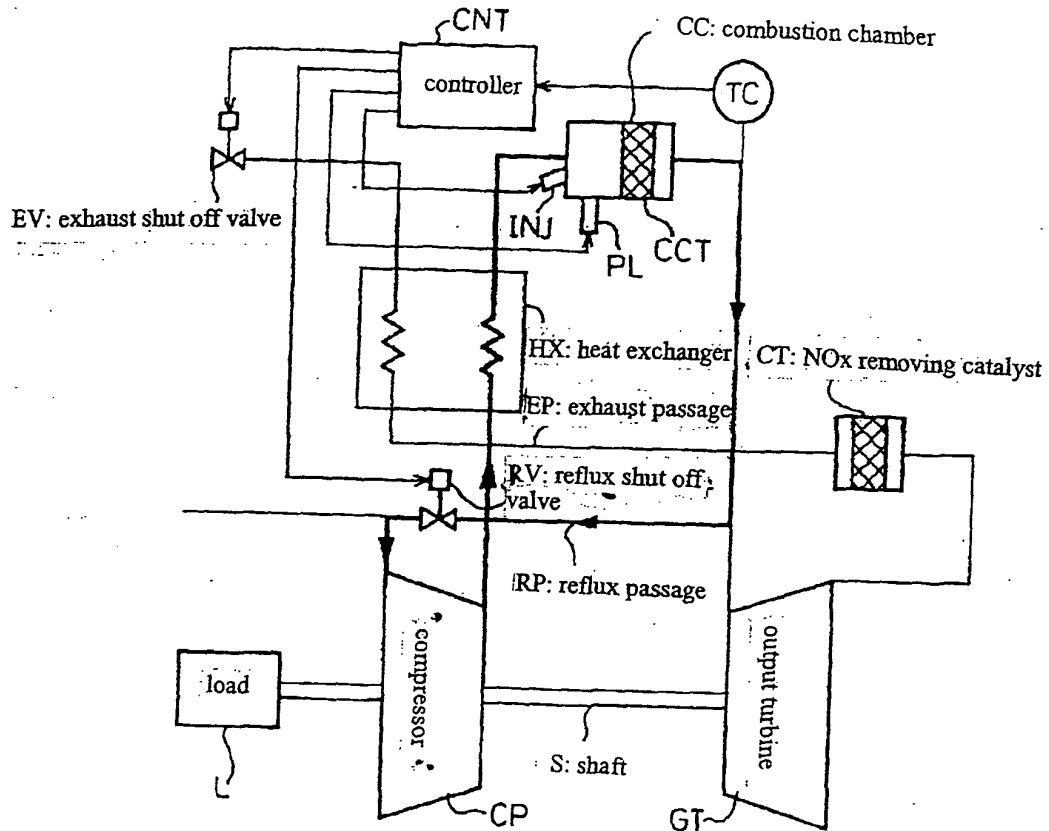 CNT
CC: combustion chamber
controller
TC
EV: exhaust shut off valve
INJ
PL
CCT
HX: heat exchanger
CT: NOx removing catalyst
EP: exhaust passage
RV: reflux shut off
valve
RP: reflux passage
compressor
output turbine
load
S: shaft
L
CP
GT